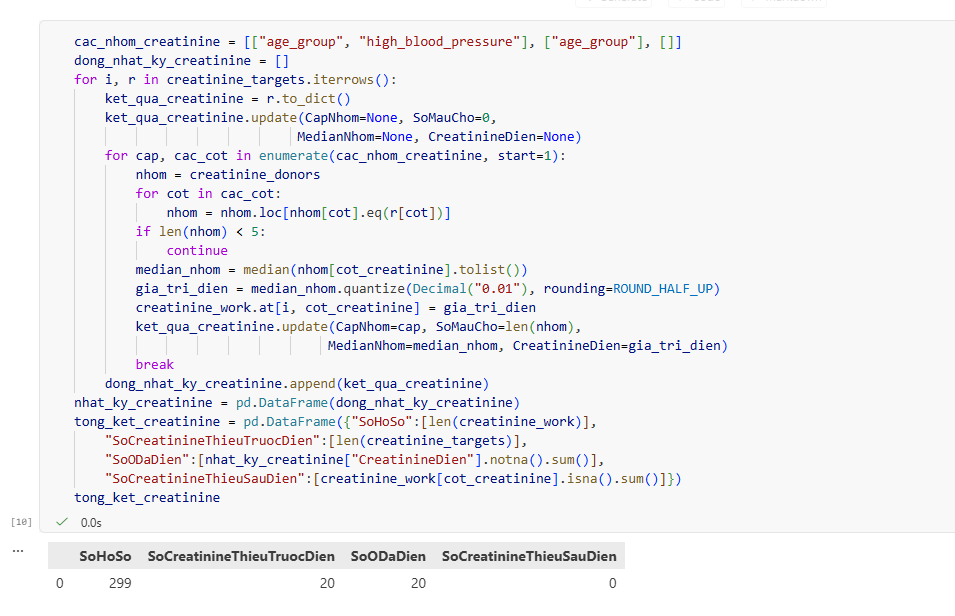 cac_nhom_creatinine = [["age_group", "high_blood_pressure"], ["age_group"], []]
dong_nhat_ky_creatinine = []
for i, r in creatinine_targets.iterrows():
    ket_qua_creatinine = r.to_dict()
    ket_qua_creatinine.update(CapNhom=None, SoMauCho=0,
                             MedianNhom=None, CreatinineDien=None)
    for cap, cac_cot in enumerate(cac_nhom_creatinine, start=1):
        nhom = creatinine_donors
        for cot in cac_cot:
            nhom = nhom.loc[nhom[cot].eq(r[cot])]
        if len(nhom) < 5:
            continue
        median_nhom = median(nhom[cot_creatinine].tolist())
        gia_tri_dien = median_nhom.quantize(Decimal("0.01"), rounding=ROUND_HALF_UP)
        creatinine_work.at[i, cot_creatinine] = gia_tri_dien
        ket_qua_creatinine.update(CapNhom=cap, SoMauCho=len(nhom),
                                 MedianNhom=median_nhom, CreatinineDien=gia_tri_dien)
        break
    dong_nhat_ky_creatinine.append(ket_qua_creatinine)
nhat_ky_creatinine = pd.DataFrame(dong_nhat_ky_creatinine)
tong_ket_creatinine = pd.DataFrame({"SoHoSo":[len(creatinine_work)],
    "SoCreatinineThieuTruocDien":[len(creatinine_targets)],
    "SoODaDien":[nhat_ky_creatinine["CreatinineDien"].notna().sum()],
    "SoCreatinineThieuSauDien":[creatinine_work[cot_creatinine].isna().sum()]})
tong_ket_creatinine
[10] 0.0s
... SoHoSo SoCreatinineThieuTruocDien SoODaDien SoCreatinineThieuSauDien
0 299 20 20 0